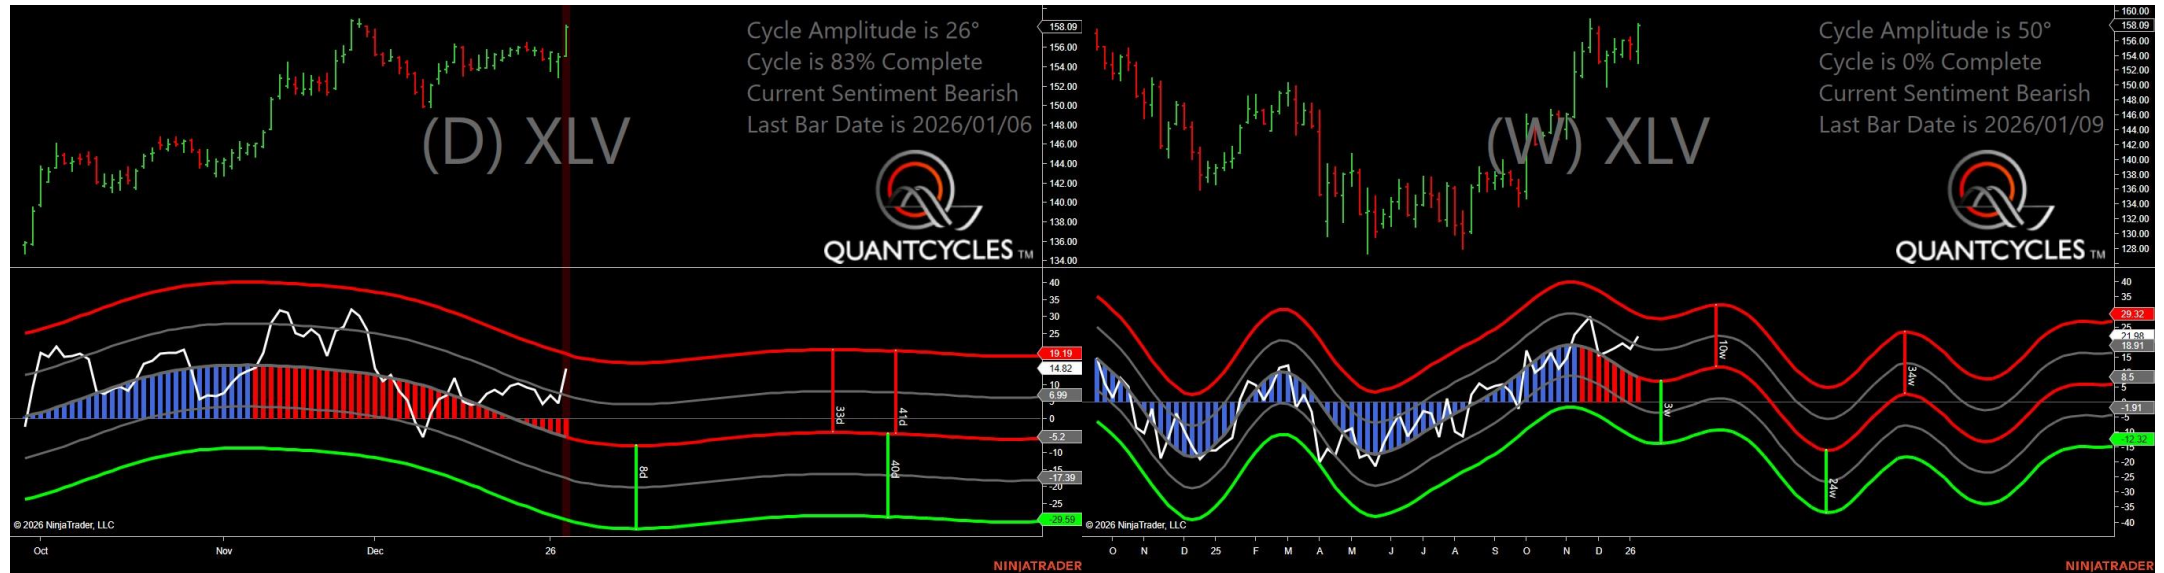 Cycle Amplitude is 26°
Cycle is 83% Complete
Current Sentiment Bearish
Last Bar Date is 2026/01/06
(D) XLV
QUANTCYCLES TM
158.09
156.00
154.00
152.00
150.00
148.00
146.00
144.00
142.00
140.00
138.00
136.00
134.00
40
35
30
25
19.19
14.82
10
6.99
0
-5.2
-10
-15
-17.39
-20
-25
-29.59
8d
33d
41d
40d
© 2026 NinjaTrader, LLC
Oct Nov Dec 26
NINJATRADER
Cycle Amplitude is 50°
Cycle is 0% Complete
Current Sentiment Bearish
Last Bar Date is 2026/01/09
(W) XLV
QUANTCYCLES TM
160.00
158.09
156.00
154.00
152.00
150.00
148.00
146.00
144.00
142.00
140.00
138.00
136.00
134.00
132.00
130.00
128.00
40
35
29.32
25
21.98
18.91
15
8.5
5
-1.91
-5
-10
-12.32
-15
-20
-25
-30
-35
-40
3w
10w
24w
34w
© 2026 NinjaTrader, LLC
O N D 25 F M A M J J A S O N D 26
NINJATRADER